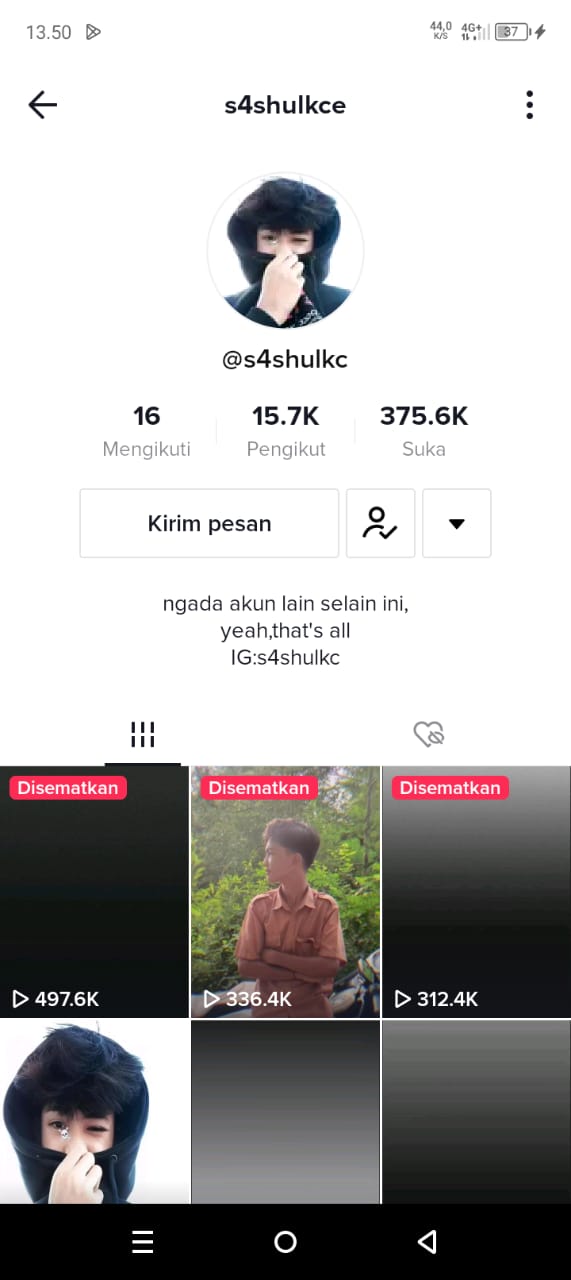 13.50
44,0
K/S
4G+
37
s4shulkce
@s4shulkc
16
15.7K
375.6K
Mengikuti
Pengikut
Suka
Kirim pesan
ngada akun lain selain ini,
yeah,that's all
IG:s4shulkc
Disematkan
Disematkan
Disematkan
497.6K
336.4K
312.4K